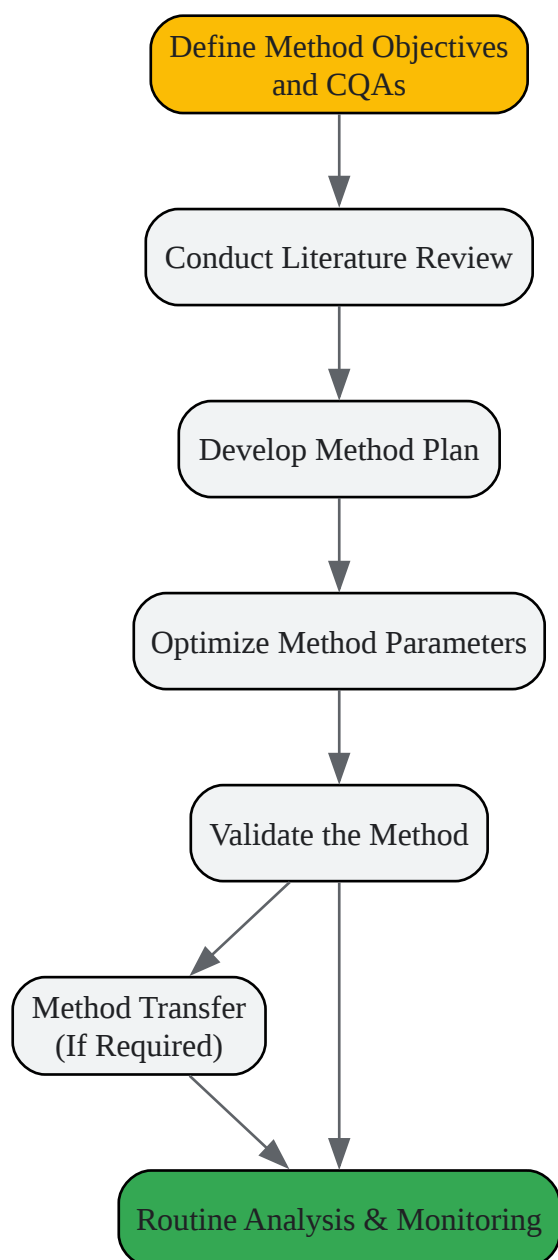 Define Method Objectives
and CQAs
Conduct Literature Review
Develop Method Plan
Optimize Method Parameters
Validate the Method
Method Transfer
(If Required)
Routine Analysis & Monitoring